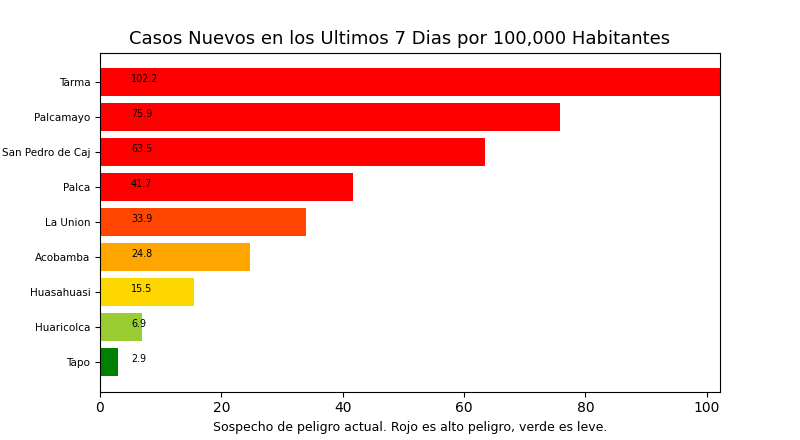 Casos Nuevos en los Ultimos 7 Dias por 100,000 Habitantes
Tarma 102.2
Palcamayo 75.9
San Pedro de Caj 63.5
Palca 41.7
La Union 33.9
Acobamba 24.8
Huasahuasi 15.5
Huaricolca 6.9
Tapo 2.9
0 20 40 60 80 100
Sospecho de peligro actual. Rojo es alto peligro, verde es leve.